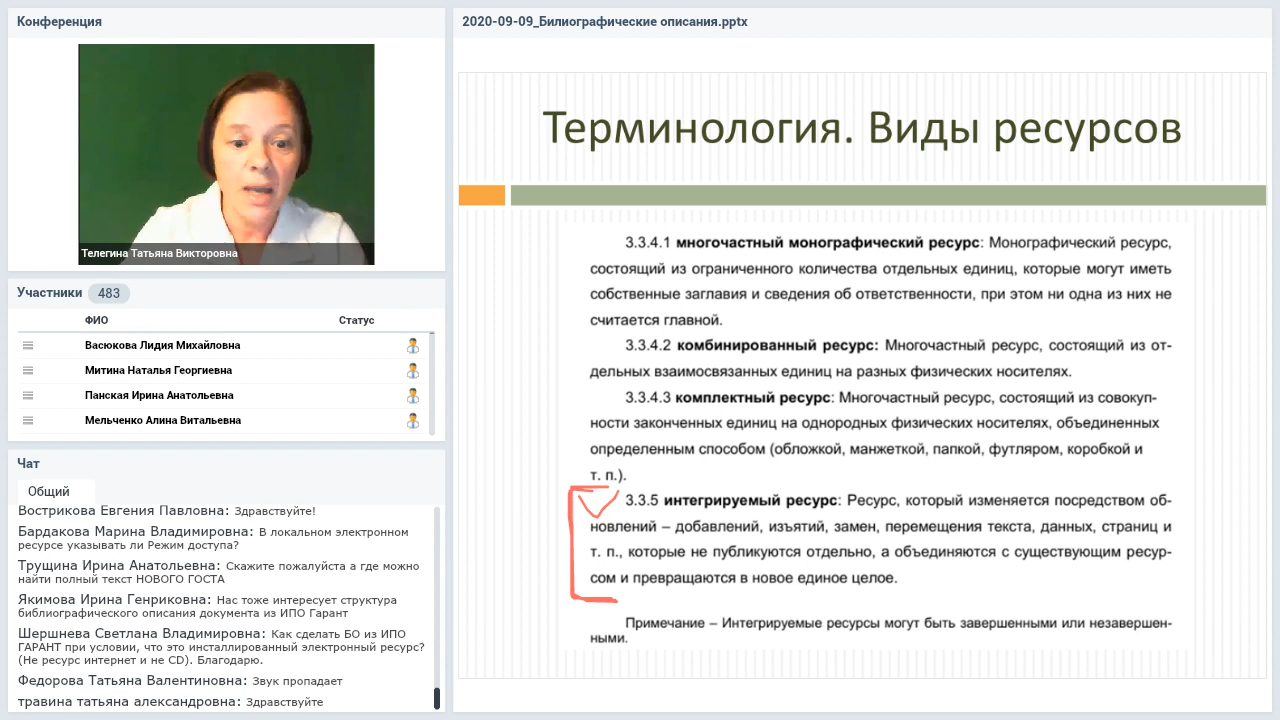 Конференция
Телегина Татьяна Викторовна
Участники 483
ФИО Статус
Васюкова Лидия Михайловна
Митина Наталья Георгиевна
Панская Ирина Анатольевна
Мельченко Алина Витальевна
Чат
Общий
Вострикова Евгения Павловна: Здравствуйте!
Бардакова Марина Владимировна: В локальном электронном
ресурсе указывать ли Режим доступа?
Трущина Ирина Анатольевна: Скажите пожалуйста а где можно
найти полный текст НОВОГО ГОСТА
Якимова Ирина Генриковна: Нас тоже интересует структура
библиографического описания документа из ИПО Гарант
Шершнева Светлана Владимировна: Как сделать БО из ИПО
ГАРАНТ при условии, что это инсталлированный электронный ресурс?
(Не ресурс интернет и не CD). Благодарю.
Федорова Татьяна Валентиновна: Звук пропадает
травина татьяна александровна: Здравствуйте
2020-09-09_Билиографические описания.pptx
Терминология. Виды ресурсов
3.3.4.1 многочастный монографический ресурс: Монографический ресурс,
состоящий из ограниченного количества отдельных единиц, которые могут иметь
собственные заглавия и сведения об ответственности, при этом ни одна из них не
считается главной.
3.3.4.2 комбинированный ресурс: Многочастный ресурс, состоящий из от-
дельных взаимосвязанных единиц на разных физических носителях.
3.3.4.3 комплектный ресурс: Многочастный ресурс, состоящий из совокуп-
ности законченных единиц на однородных физических носителях, объединенных
определенным способом (обложкой, манжеткой, папкой, футляром, коробкой и
т. п.).
3.3.5 интегрируемый ресурс: Ресурс, который изменяется посредством об-
новлений – добавлений, изъятий, замен, перемещения текста, данных, страниц и
т. п., которые не публикуются отдельно, а объединяются с существующим ресур-
сом и превращаются в новое единое целое.
Примечание – Интегрируемые ресурсы могут быть завершенными или незавершен-
ными.